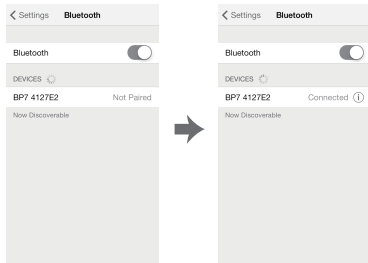 Settings Bluetooth
Bluetooth
DEVICES
BP7 4127E2 Not Paired
Now Discoverable
Settings Bluetooth
Bluetooth
DEVICES
BP7 4127E2 Connected i
Now Discoverable